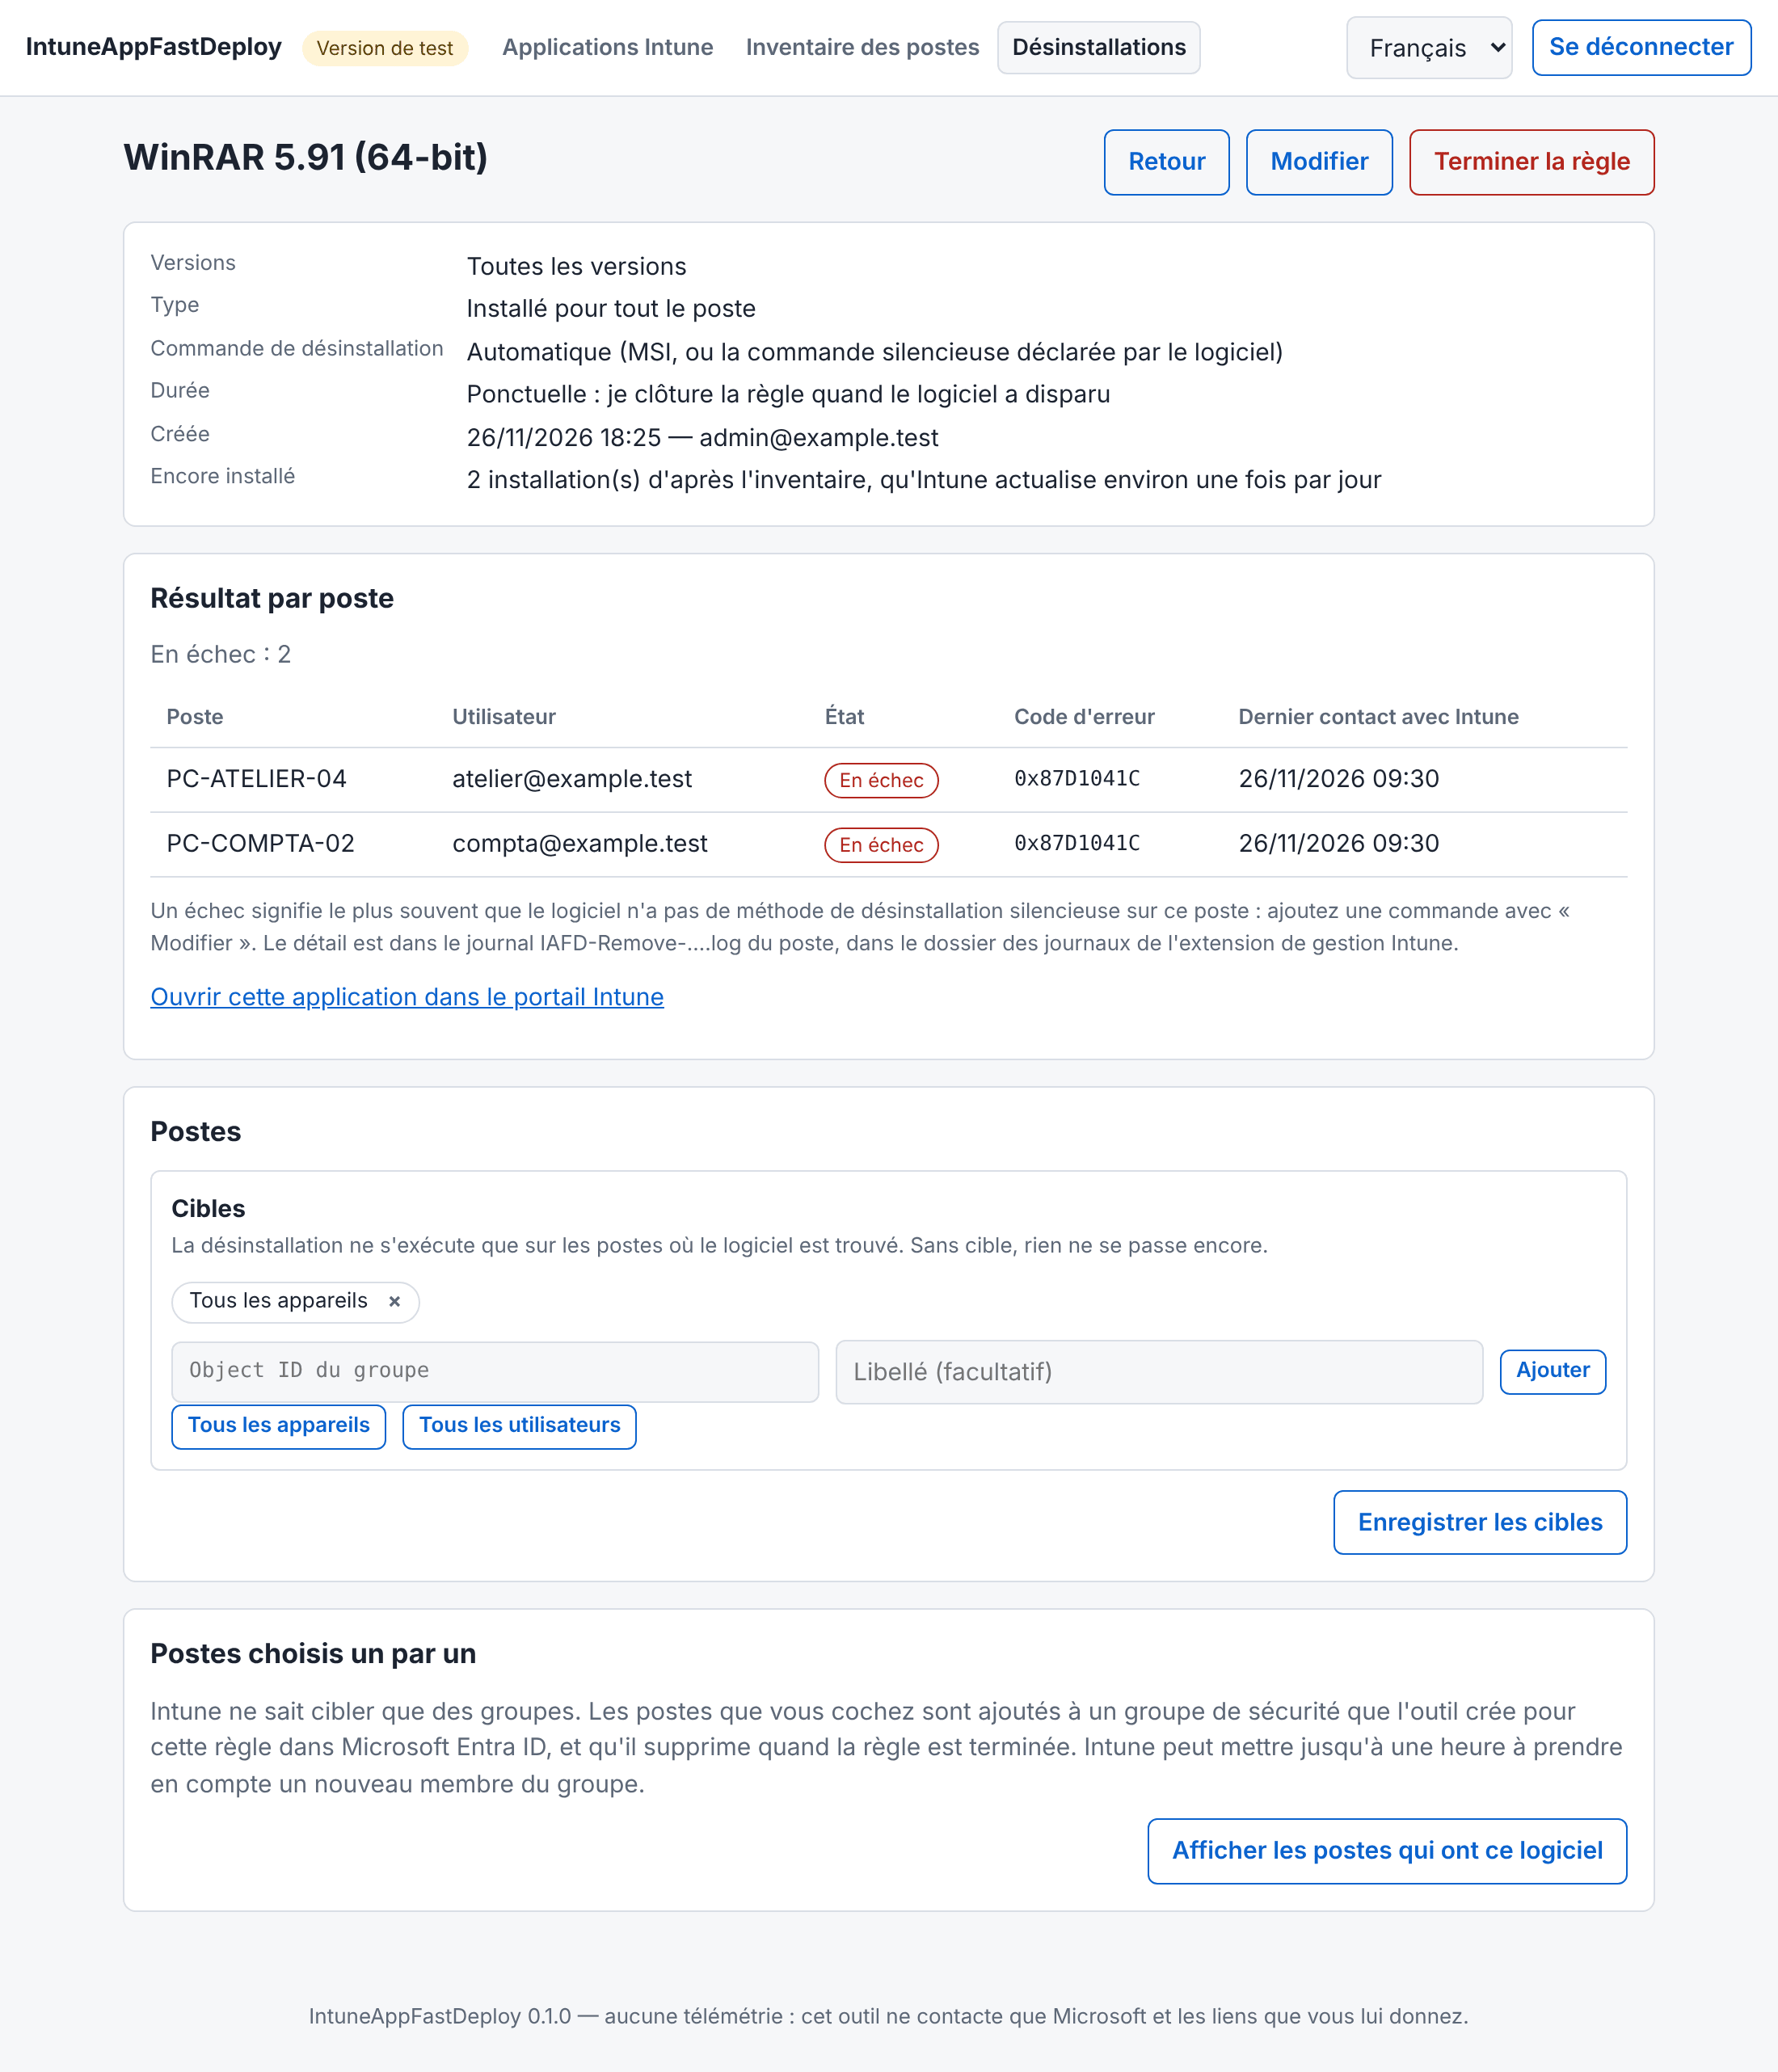 IntuneAppFastDeploy Version de test Applications Intune Inventaire des postes Désinstallations Français Se déconnecter
WinRAR 5.91 (64-bit) Retour Modifier Terminer la règle
Versions Toutes les versions
Type Installé pour tout le poste
Commande de désinstallation Automatique (MSI, ou la commande silencieuse déclarée par le logiciel)
Durée Ponctuelle : je clôture la règle quand le logiciel a disparu
Créée 26/11/2026 18:25 — admin@example.test
Encore installé 2 installation(s) d'après l'inventaire, qu'Intune actualise environ une fois par jour
Résultat par poste
En échec : 2
Poste Utilisateur État Code d'erreur Dernier contact avec Intune
PC-ATELIER-04 atelier@example.test En échec 0x87D1041C 26/11/2026 09:30
PC-COMPTA-02 compta@example.test En échec 0x87D1041C 26/11/2026 09:30
Un échec signifie le plus souvent que le logiciel n'a pas de méthode de désinstallation silencieuse sur ce poste : ajoutez une commande avec «
Modifier ». Le détail est dans le journal IAFD-Remove-....log du poste, dans le dossier des journaux de l'extension de gestion Intune.
Ouvrir cette application dans le portail Intune
Postes
Cibles
La désinstallation ne s'exécute que sur les postes où le logiciel est trouvé. Sans cible, rien ne se passe encore.
Tous les appareils ×
Object ID du groupe Libellé (facultatif) Ajouter
Tous les appareils Tous les utilisateurs
Enregistrer les cibles
Postes choisis un par un
Intune ne sait cibler que des groupes. Les postes que vous cochez sont ajoutés à un groupe de sécurité que l'outil crée pour
cette règle dans Microsoft Entra ID, et qu'il supprime quand la règle est terminée. Intune peut mettre jusqu'à une heure à prendre
en compte un nouveau membre du groupe.
Afficher les postes qui ont ce logiciel
IntuneAppFastDeploy 0.1.0 — aucune télémétrie : cet outil ne contacte que Microsoft et les liens que vous lui donnez.